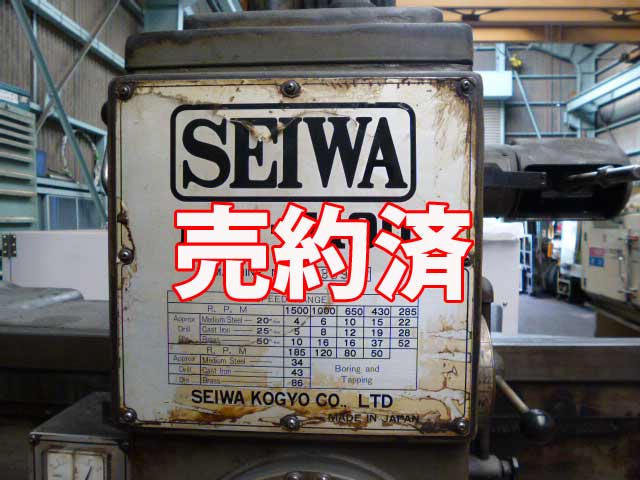 SEIWA
売約済
SPEED RANGE
R. P. M 1500 1000 650 430 285
Approx Medium Steel 20 4 6 10 15 22
Drill Cast Iron 25 5 8 12 19 28
Brass 50 10 16 16 37 52
R. P. M 185 120 80 50
Approx Medium Steel 34
Drill Cast Iron 43 Boring and
Dia Brass 86 Tapping
SEIWA KOGYO CO., LTD
MADE IN JAPAN